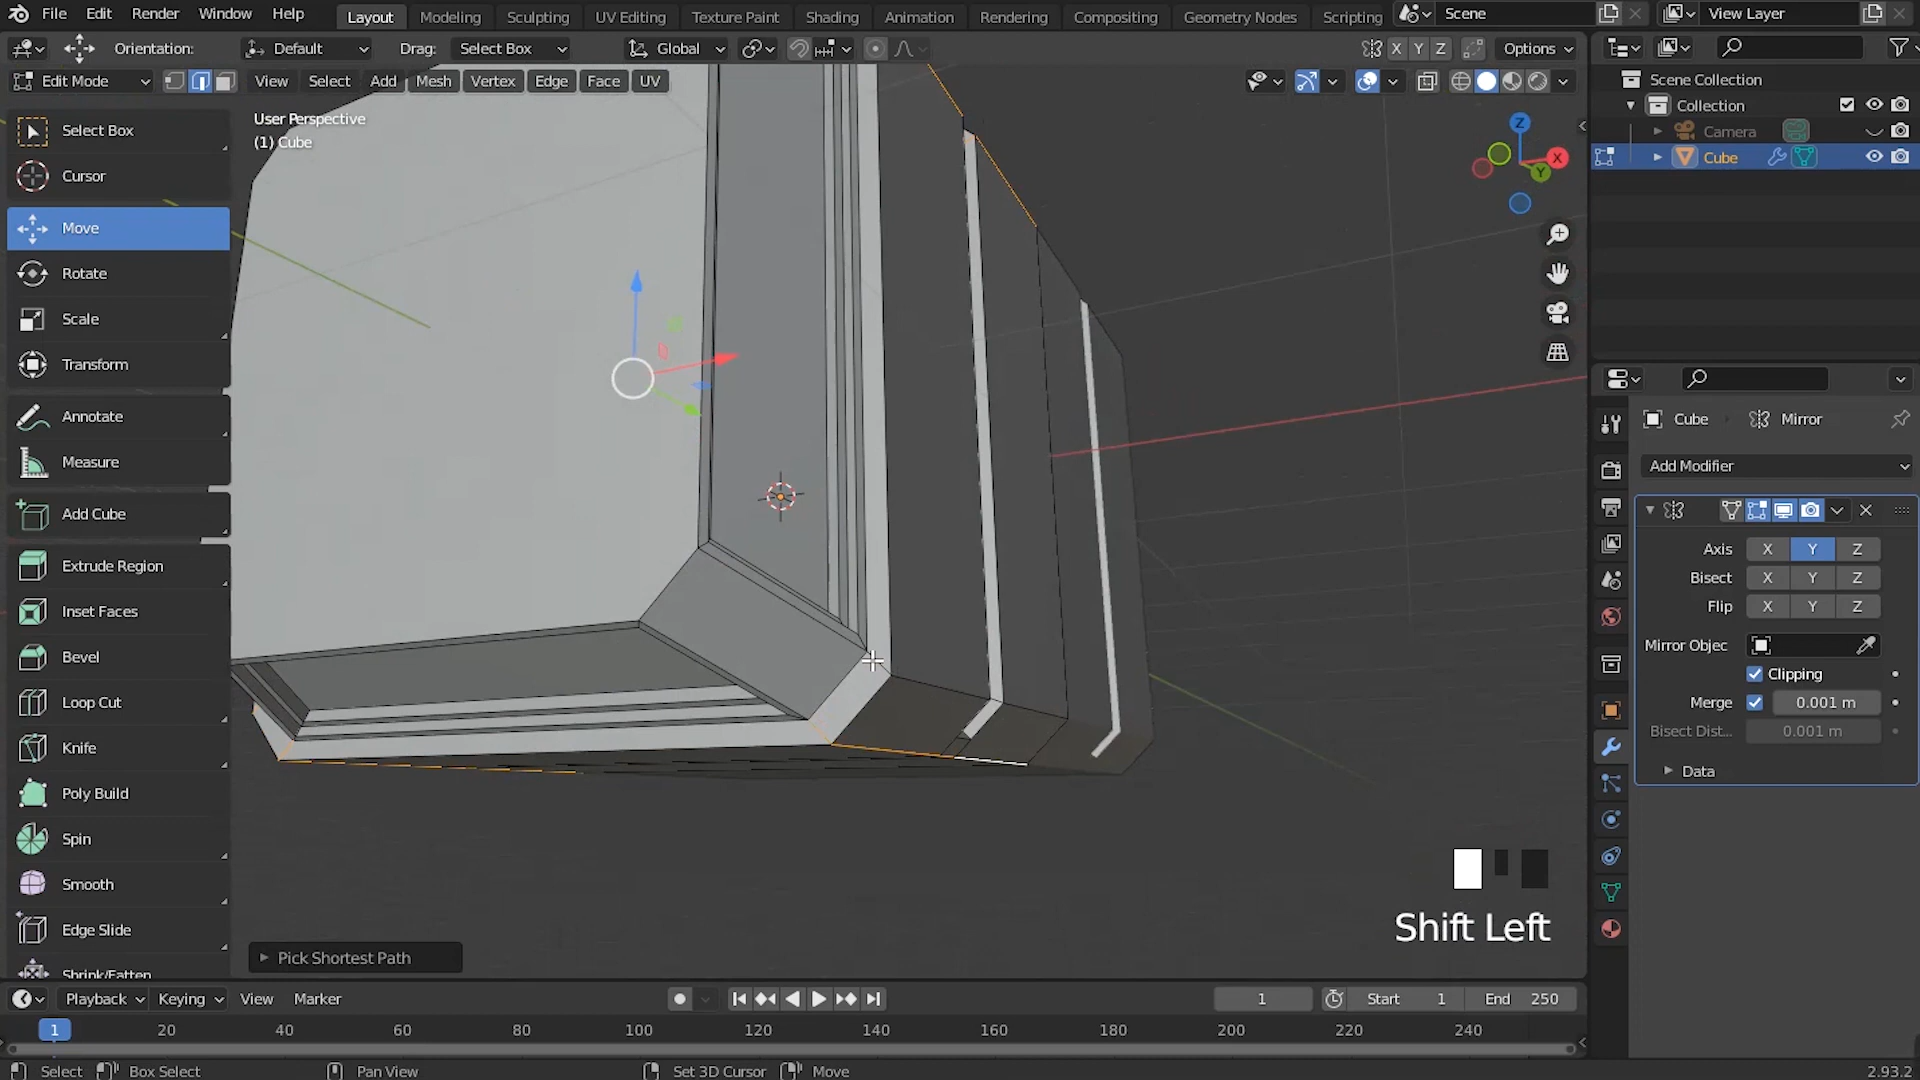 File Edit Render Window Help Layout Modeling Sculpting UV Editing Texture Paint Shading Animation Rendering Compositing Geometry Nodes Scripting Scene View Layer
Orientation: Default Drag: Select Box Global X Y Z Options
Edit Mode View Select Add Mesh Vertex Edge Face UV
Scene Collection
Collection
Camera
Cube
User Perspective
(1) Cube
Z
X
Y
Select Box
Cursor
Move
Rotate
Scale
Transform
Annotate
Measure
Add Cube
Extrude Region
Inset Faces
Bevel
Loop Cut
Knife
Poly Build
Spin
Smooth
Edge Slide
Shrink/Fatten
Cube Mirror
Add Modifier
Axis X Y Z
Bisect X Y Z
Flip X Y Z
Mirror Objec
Clipping
Merge 0.001 m
Bisect Dist... 0.001 m
Data
Shift Left
Pick Shortest Path
Playback Keying View Marker 1 Start 1 End 250
1 20 40 60 80 100 120 140 160 180 200 220 240
Select Box Select Pan View Set 3D Cursor Move 2.93.2